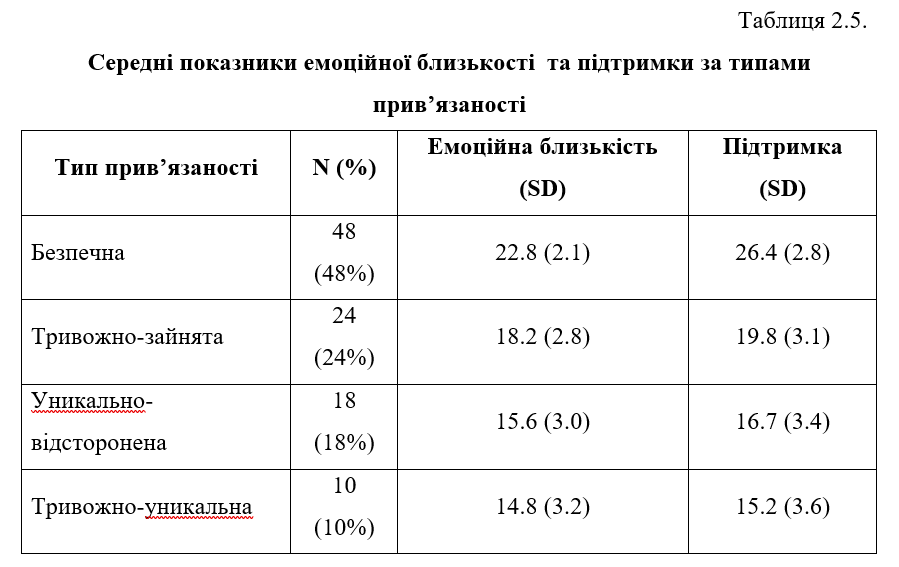 Таблиця 2.5.
Середні показники емоційної близькості та підтримки за типами
прив’язаності
Тип прив’язаності
N (%)
Емоційна близькість
(SD)
Підтримка
(SD)
Безпечна
48
(48%)
22.8 (2.1)
26.4 (2.8)
Тривожно-зайнята
24
(24%)
18.2 (2.8)
19.8 (3.1)
Уникально-
відсторонена
18
(18%)
15.6 (3.0)
16.7 (3.4)
Тривожно-уникальна
10
(10%)
14.8 (3.2)
15.2 (3.6)